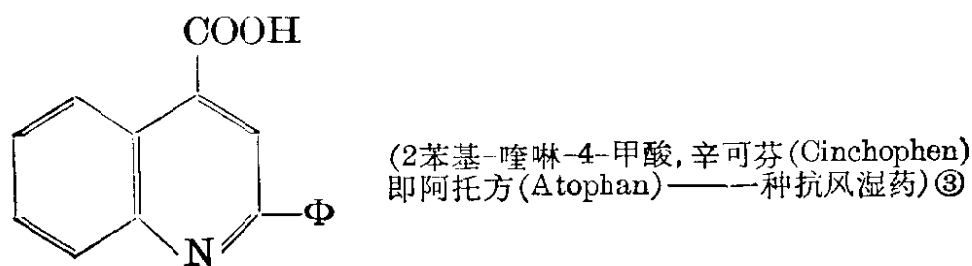 COOH
(2苯基-喹啉-4-甲酸, 辛可芬(Cinchophen)
即阿托方(Atophan)———种抗风湿药)③
Φ
N